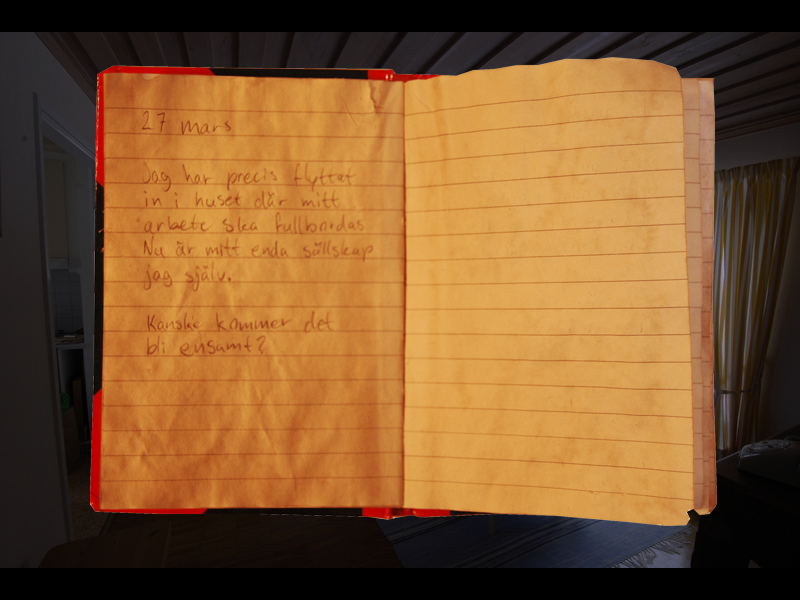 27 mars
Jag har precis flyttat
in i huset där mitt
arbete ska fullbordas
Nu är mitt enda sällskap
jag själv.
Kanske kommer det
bli ensamt?